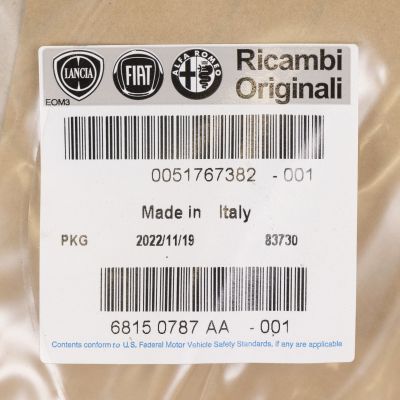 LANCIA FIAT ALFA ROMEO Ricambi
Originali
EOM3
0051767382 -001
Made in Italy
PKG 2022/11/19 83730
6815 0787 AA -001
Contents conform to U.S. Federal Motor Vehicle Safety Standards, if any are applicable